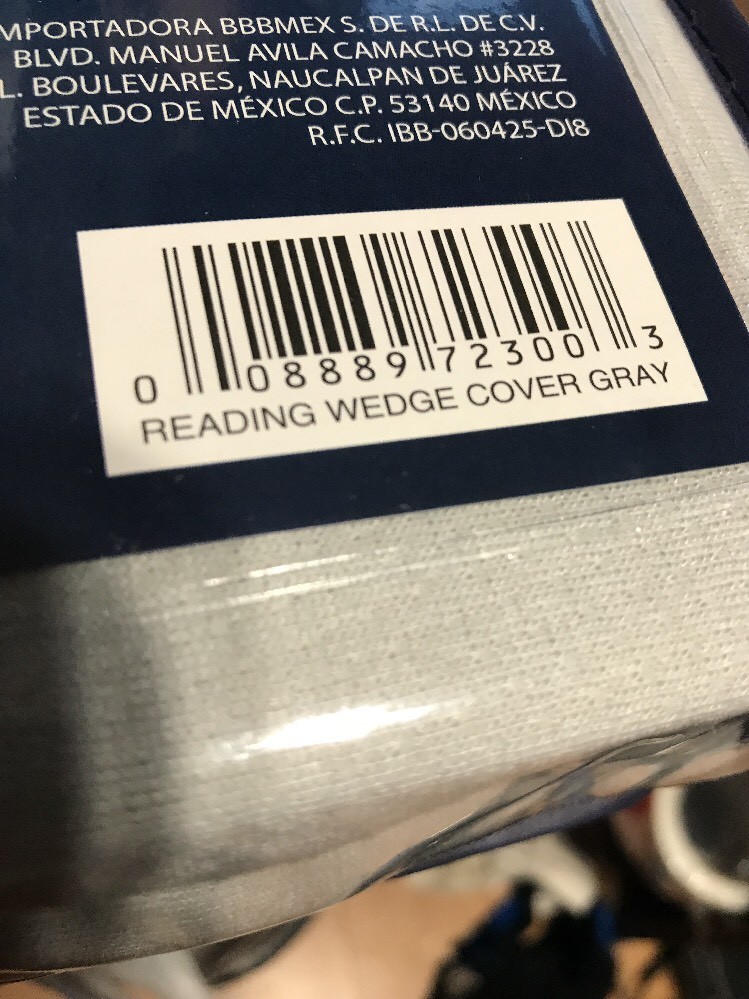 IMPORTADORA BBBMEX S. DE R.L. DE C.V.
BLVD. MANUEL AVILA CAMACHO #3228
L. BOULEVARES, NAUCALPAN DE JUÁREZ
ESTADO DE MÉXICO C.P. 53140 MÉXICO
R.F.C. IBB-060425-DI8
0 08889 72300 3
READING WEDGE COVER GRAY